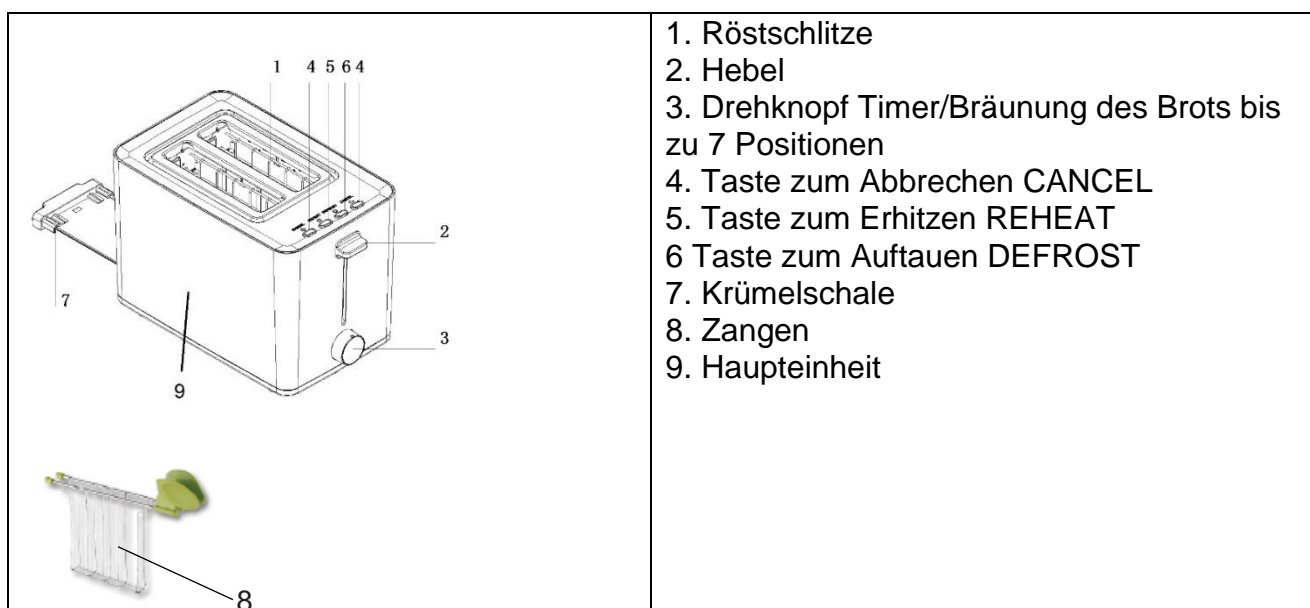 1 4 5 6 4
2
7
3
9
8
1. Röstschlitze
2. Hebel
3. Drehknopf Timer/Bräunung des Brots bis
zu 7 Positionen
4. Taste zum Abbrechen CANCEL
5. Taste zum Erhitzen REHEAT
6 Taste zum Auftauen DEFROST
7. Krümelschale
8. Zangen
9. Haupteinheit